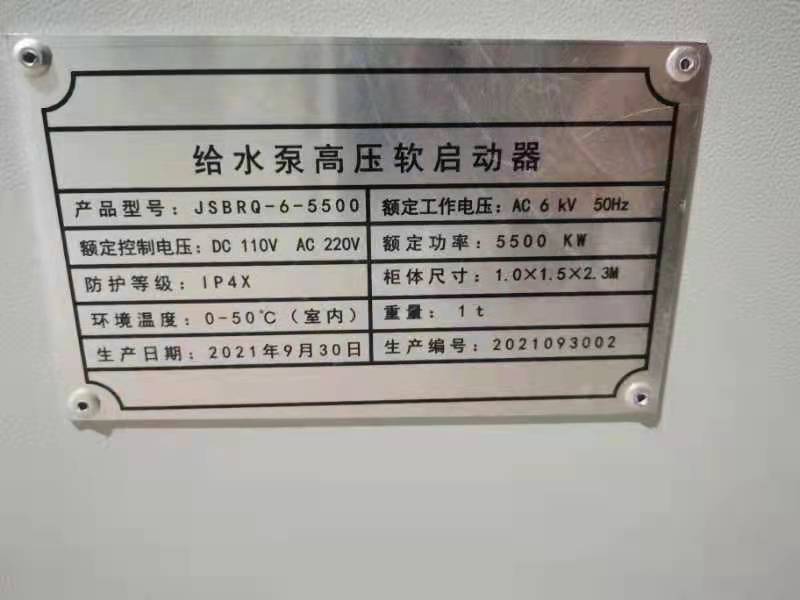 给水泵高压软启动器
产品型号：JSBRQ-6-5500 额定工作电压：AC 6 kV 50Hz
额定控制电压：DC 110V AC 220V 额定功率：5500 KW
防护等级：IP4X 柜体尺寸：1.0×1.5×2.3M
环境温度：0-50℃（室内） 重量：1t
生产日期：2021年9月30日 生产编号：2021093002